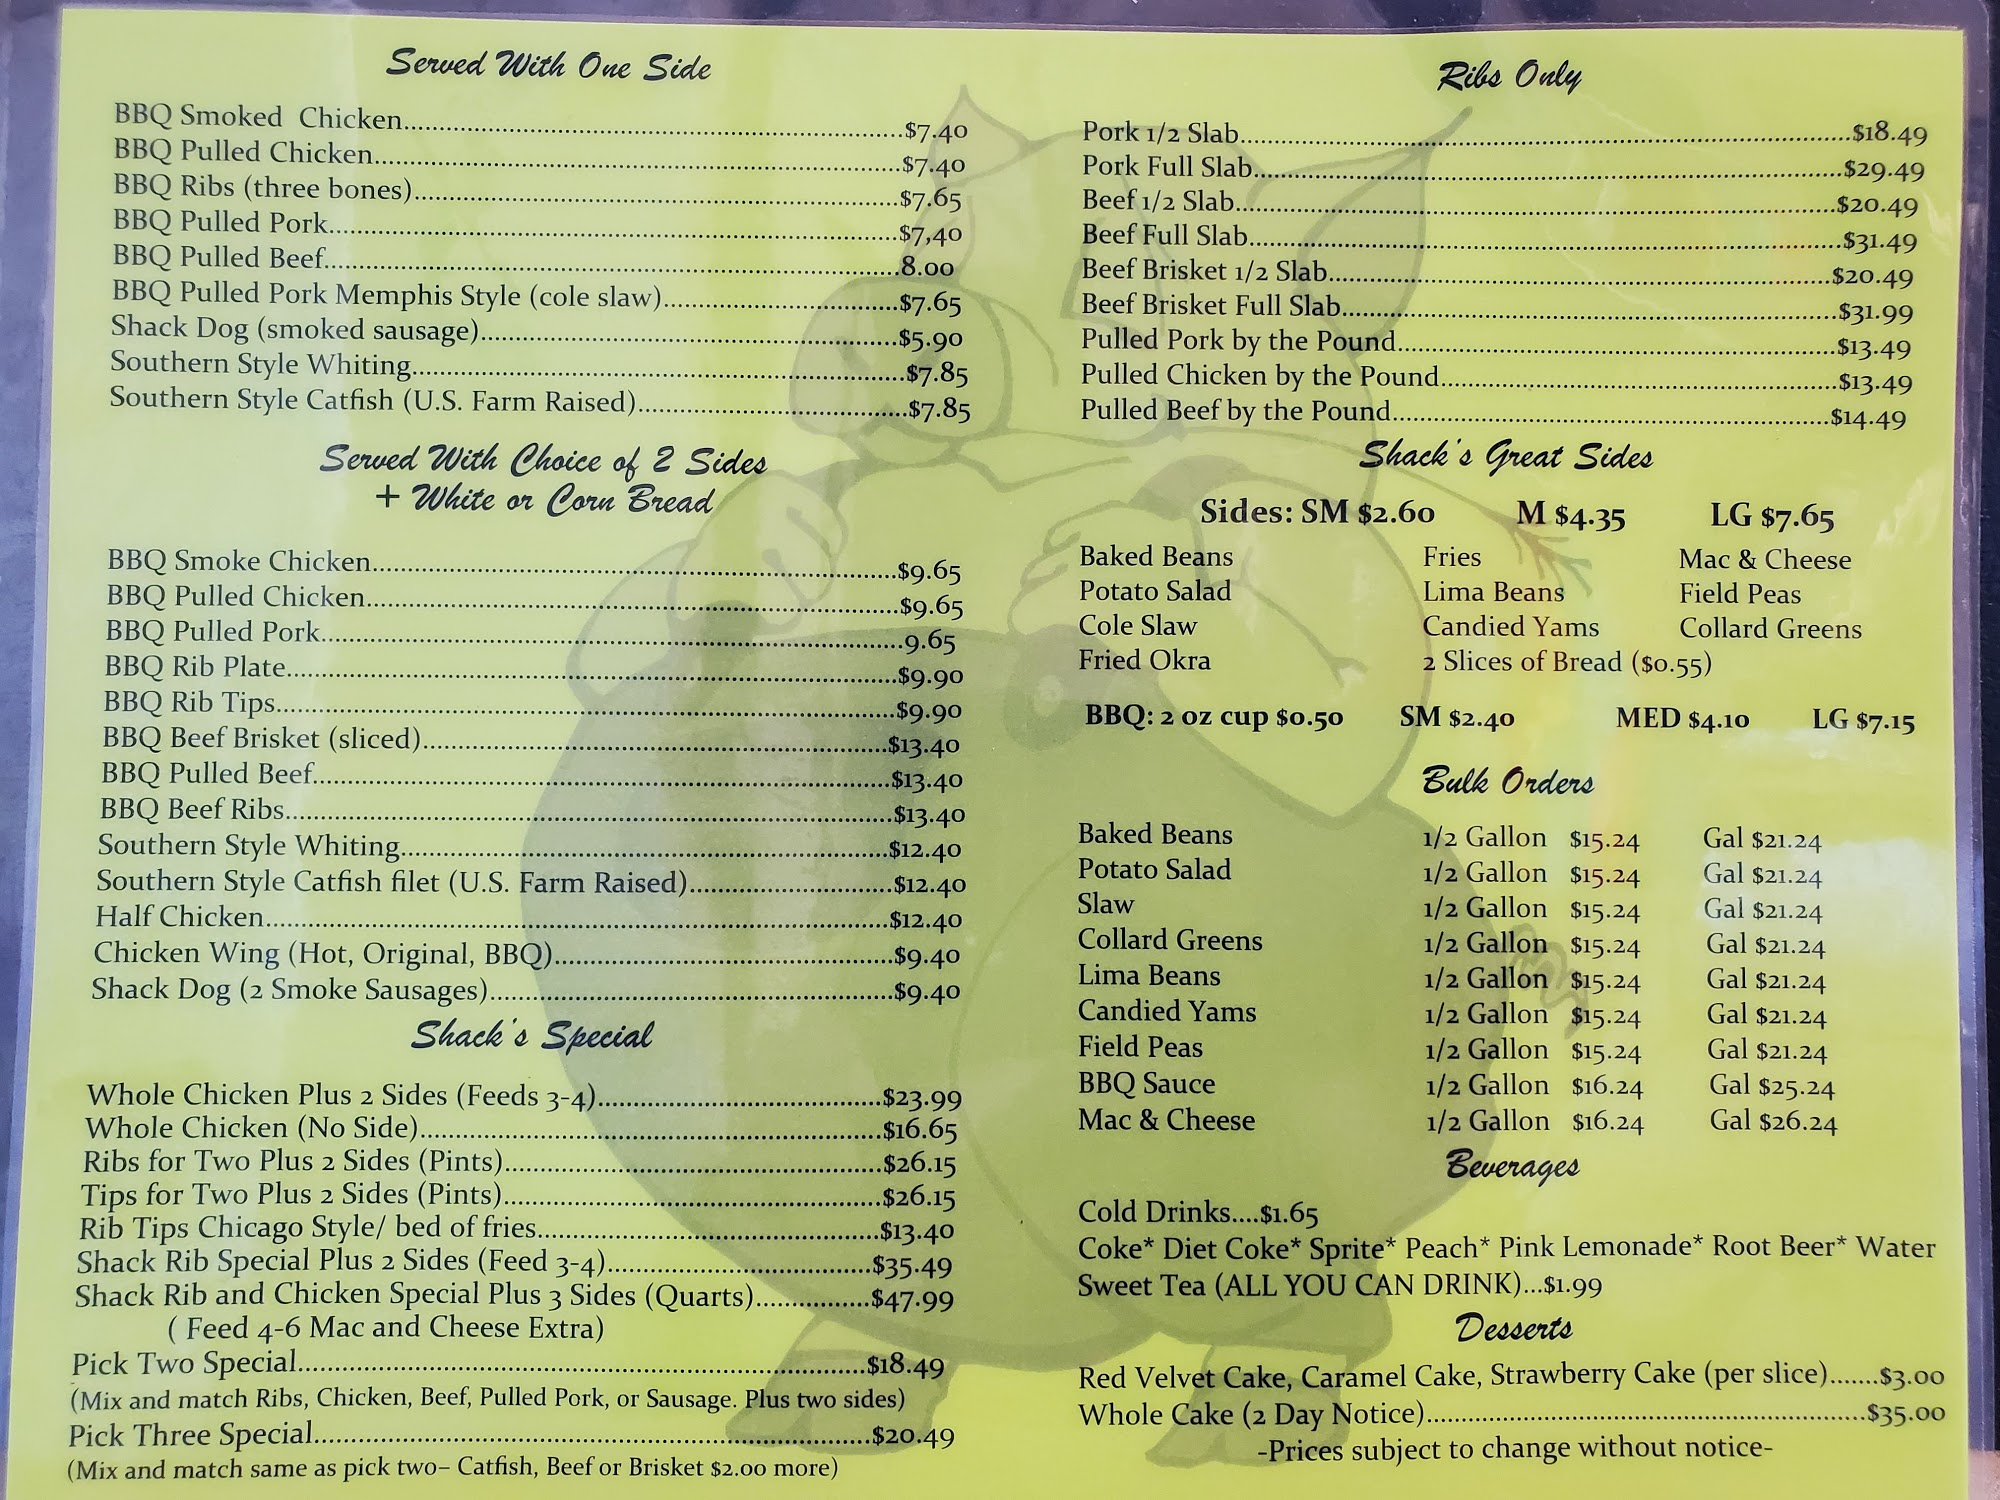 Served With One Side
BBQ Smoked Chicken..........$7.40
BBQ Pulled Chicken..........$7.40
BBQ Ribs (three bones)..........$7.65
BBQ Pulled Pork..........$7,40
BBQ Pulled Beef..........8.00
BBQ Pulled Pork Memphis Style (cole slaw)..........$7.65
Shack Dog (smoked sausage)..........$5.90
Southern Style Whiting..........$7.85
Southern Style Catfish (U.S. Farm Raised)..........$7.85
Served With Choice of 2 Sides
+ White or Corn Bread
BBQ Smoke Chicken..........$9.65
BBQ Pulled Chicken..........$9.65
BBQ Pulled Pork..........9.65
BBQ Rib Plate..........$9.90
BBQ Rib Tips..........$9.90
BBQ Beef Brisket (sliced)..........$13.40
BBQ Pulled Beef..........$13.40
BBQ Beef Ribs..........$13.40
Southern Style Whiting..........$12.40
Southern Style Catfish filet (U.S. Farm Raised)..........$12.40
Half Chicken..........$12.40
Chicken Wing (Hot, Original, BBQ)..........$9.40
Shack Dog (2 Smoke Sausages)..........$9.40
Shack's Special
Whole Chicken Plus 2 Sides (Feeds 3-4)..........$23.99
Whole Chicken (No Side)..........$16.65
Ribs for Two Plus 2 Sides (Pints)..........$26.15
Tips for Two Plus 2 Sides (Pints)..........$26.15
Rib Tips Chicago Style/ bed of fries..........$13.40
Shack Rib Special Plus 2 Sides (Feed 3-4)..........$35.49
Shack Rib and Chicken Special Plus 3 Sides (Quarts)..........$47.99
( Feed 4-6 Mac and Cheese Extra)
Pick Two Special..........$18.49
(Mix and match Ribs, Chicken, Beef, Pulled Pork, or Sausage. Plus two sides)
Pick Three Special..........$20.49
(Mix and match same as pick two– Catfish, Beef or Brisket $2.00 more)
Ribs Only
Pork 1/2 Slab..........$18.49
Pork Full Slab..........$29.49
Beef 1/2 Slab..........$20.49
Beef Full Slab..........$31.49
Beef Brisket 1/2 Slab..........$20.49
Beef Brisket Full Slab..........$31.99
Pulled Pork by the Pound..........$13.49
Pulled Chicken by the Pound..........$13.49
Pulled Beef by the Pound..........$14.49
Shack's Great Sides
Sides: SM $2.60 M $4.35 LG $7.65
Baked Beans Fries Mac & Cheese
Potato Salad Lima Beans Field Peas
Cole Slaw Candied Yams Collard Greens
Fried Okra 2 Slices of Bread ($0.55)
BBQ: 2 oz cup $0.50 SM $2.40 MED $4.10 LG $7.15
Bulk Orders
Baked Beans 1/2 Gallon $15.24 Gal $21.24
Potato Salad 1/2 Gallon $15.24 Gal $21.24
Slaw 1/2 Gallon $15.24 Gal $21.24
Collard Greens 1/2 Gallon $15.24 Gal $21.24
Lima Beans 1/2 Gallon $15.24 Gal $21.24
Candied Yams 1/2 Gallon $15.24 Gal $21.24
Field Peas 1/2 Gallon $15.24 Gal $21.24
BBQ Sauce 1/2 Gallon $16.24 Gal $25.24
Mac & Cheese 1/2 Gallon $16.24 Gal $26.24
Beverages
Cold Drinks....$1.65
Coke* Diet Coke* Sprite* Peach* Pink Lemonade* Root Beer* Water
Sweet Tea (ALL YOU CAN DRINK)...$1.99
Desserts
Red Velvet Cake, Caramel Cake, Strawberry Cake (per slice).......$3.00
Whole Cake (2 Day Notice)..........$35.00
-Prices subject to change without notice-